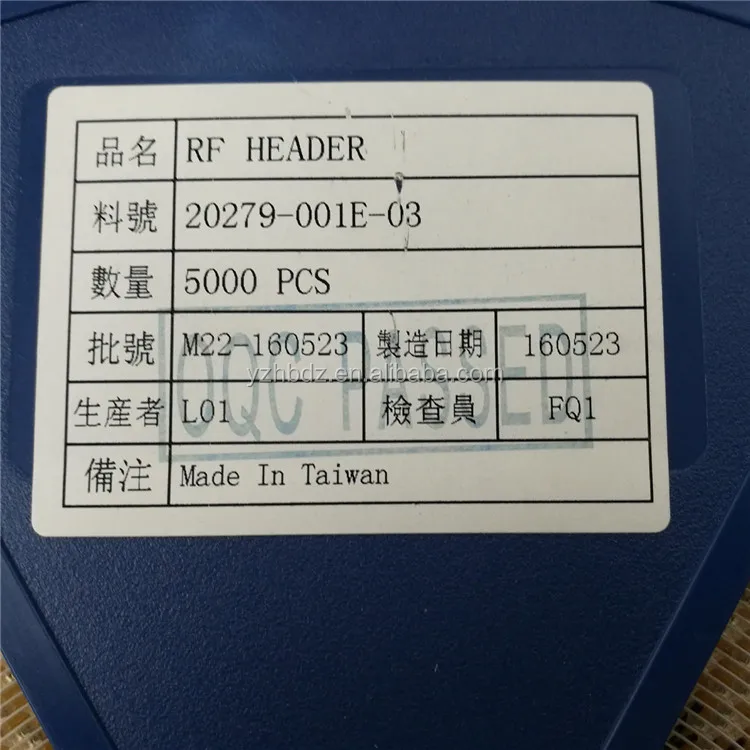 品名 RF HEADER
料號 20279-001E-03
數量 5000 PCS
批號 M22-160523 製造日期 160523
生産者 L01 檢查員 FQ1
備注 Made In Taiwan
OQC PASSED
yzhbdz.en.alibaba.com